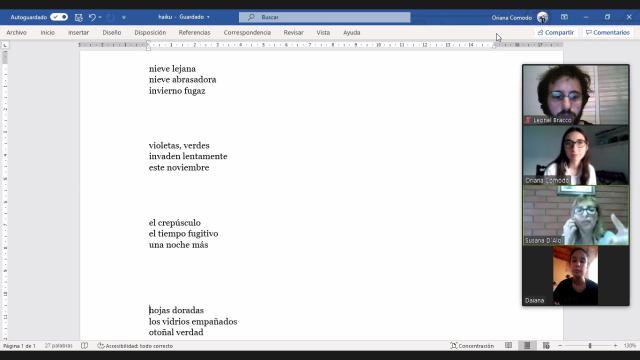 Autoguardado
haiku - Guardado
Buscar
Oriana Comodo
Archivo Inicio Insertar Diseño Disposición Referencias Correspondencia Revisar Vista Ayuda
Compartir Comentarios
nieve lejana
nieve abrasadora
invierno fugaz
violetas, verdes
invaden lentamente
este noviembre
el crepúsculo
el tiempo fugitivo
una noche más
hojas doradas
los vidrios empañados
otoñal verdad
Leonel Bracco
Oriana Comodo
Susana D'Alo
Daiana
Página 1 de 1 27 palabras Accesibilidad: todo correcto
Concentración
130%